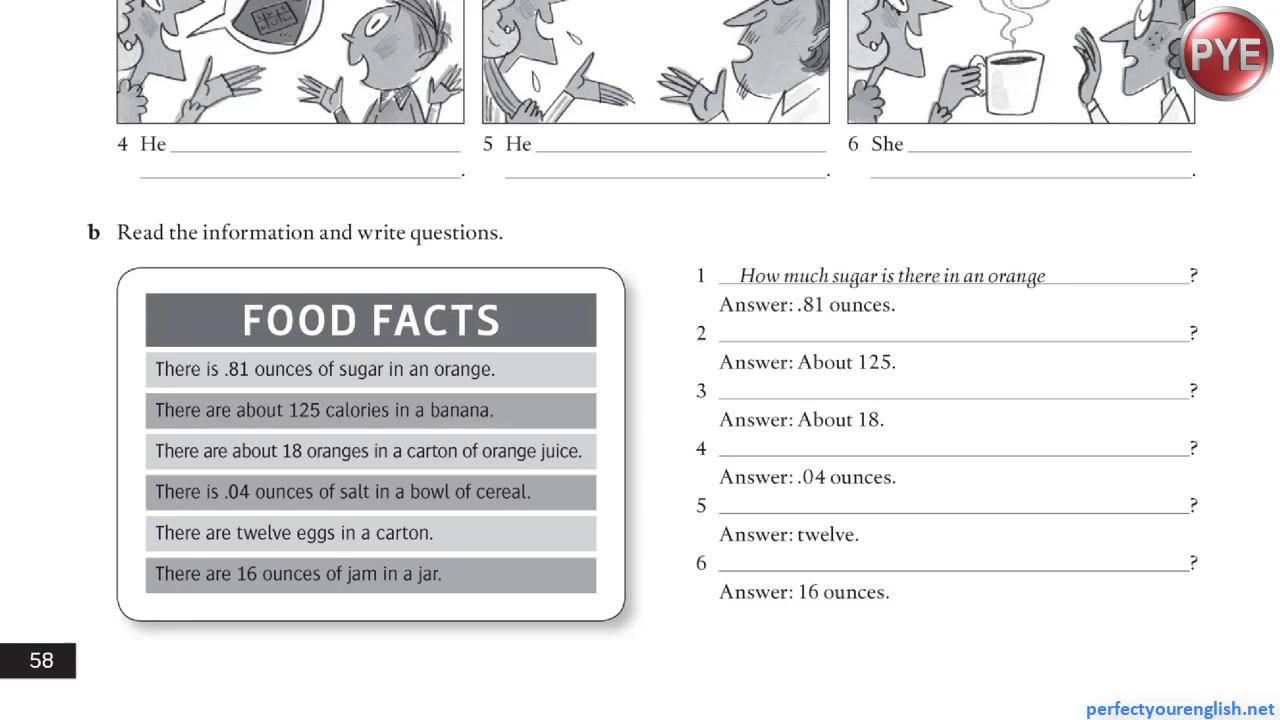 PYE
4 He
.
5 He
.
6 She
.
b Read the information and write questions.
FOOD FACTS
There is .81 ounces of sugar in an orange.
There are about 125 calories in a banana.
There are about 18 oranges in a carton of orange juice.
There is .04 ounces of salt in a bowl of cereal.
There are twelve eggs in a carton.
There are 16 ounces of jam in a jar.
1 How much sugar is there in an orange ?
Answer: .81 ounces.
2 ?
Answer: About 125.
3 ?
Answer: About 18.
4 ?
Answer: .04 ounces.
5 ?
Answer: twelve.
6 ?
Answer: 16 ounces.
58
perfectyourenglish.net